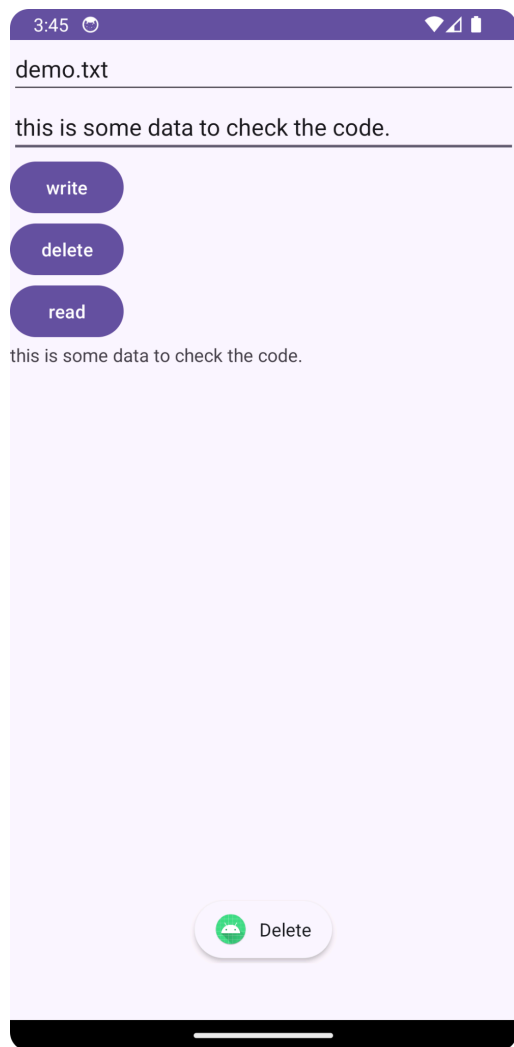 3:45
demo.txt
this is some data to check the code.
write
delete
read
this is some data to check the code.
Delete